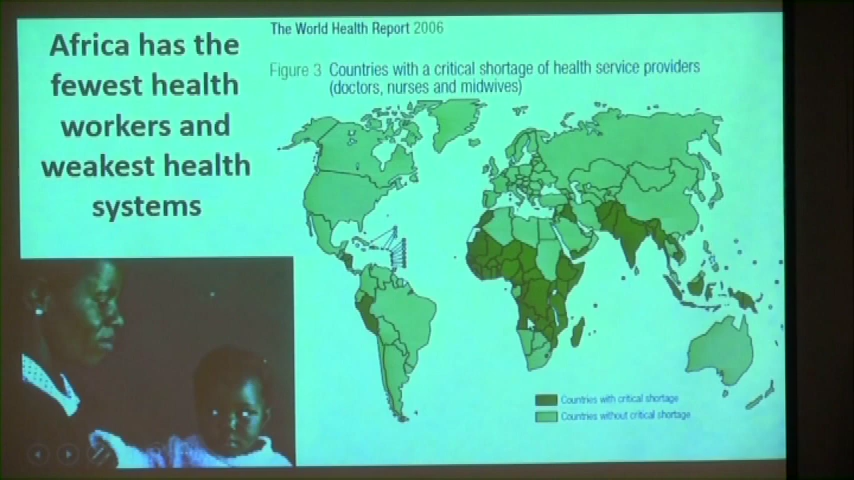 Africa has the
fewest health
workers and
weakest health
systems
The World Health Report 2006
Figure 3 Countries with a critical shortage of health service providers
(doctors, nurses and midwives)
Countries with critical shortage
Countries without critical shortage